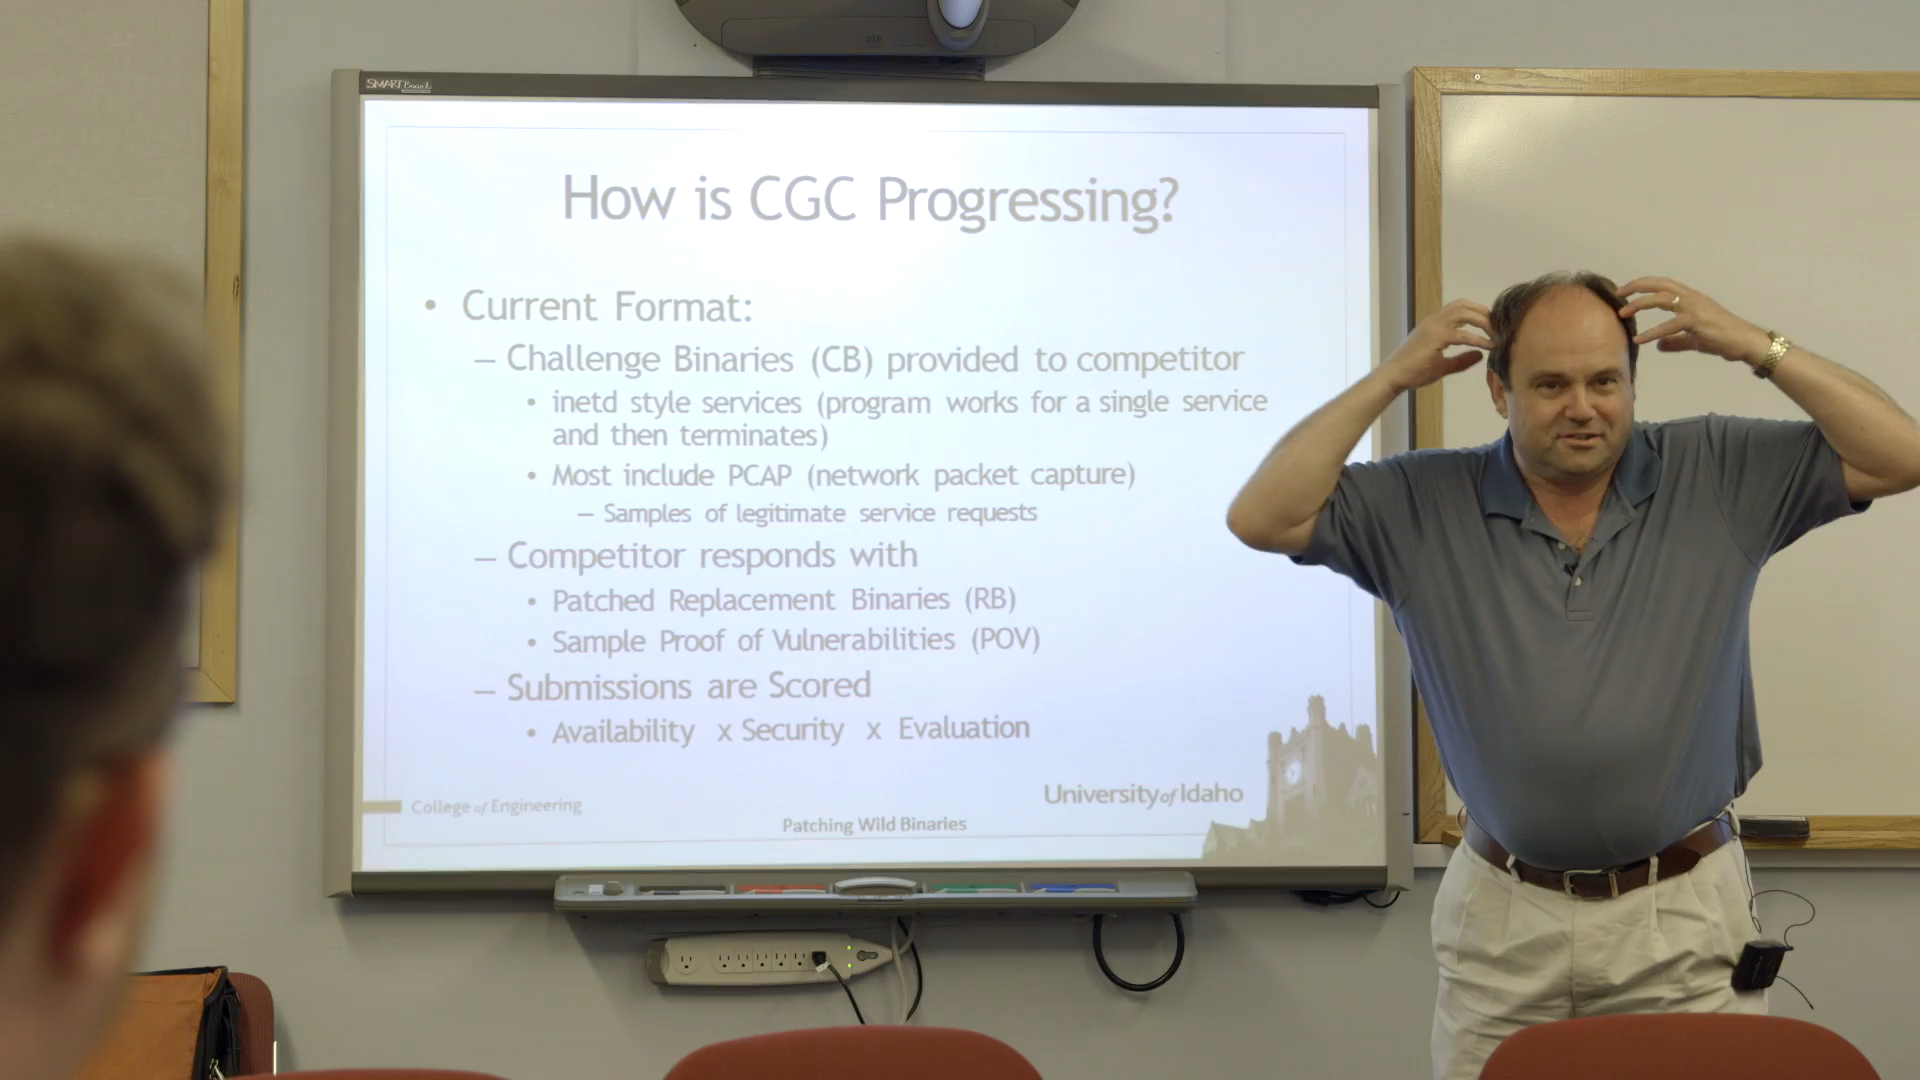 SMART Board
DLP
How is CGC Progressing?
• Current Format:
– Challenge Binaries (CB) provided to competitor
• inetd style services (program works for a single service
and then terminates)
• Most include PCAP (network packet capture)
– Samples of legitimate service requests
– Competitor responds with
• Patched Replacement Binaries (RB)
• Sample Proof of Vulnerabilities (POV)
– Submissions are Scored
• Availability x Security x Evaluation
College of Engineering
University of Idaho
Patching Wild Binaries